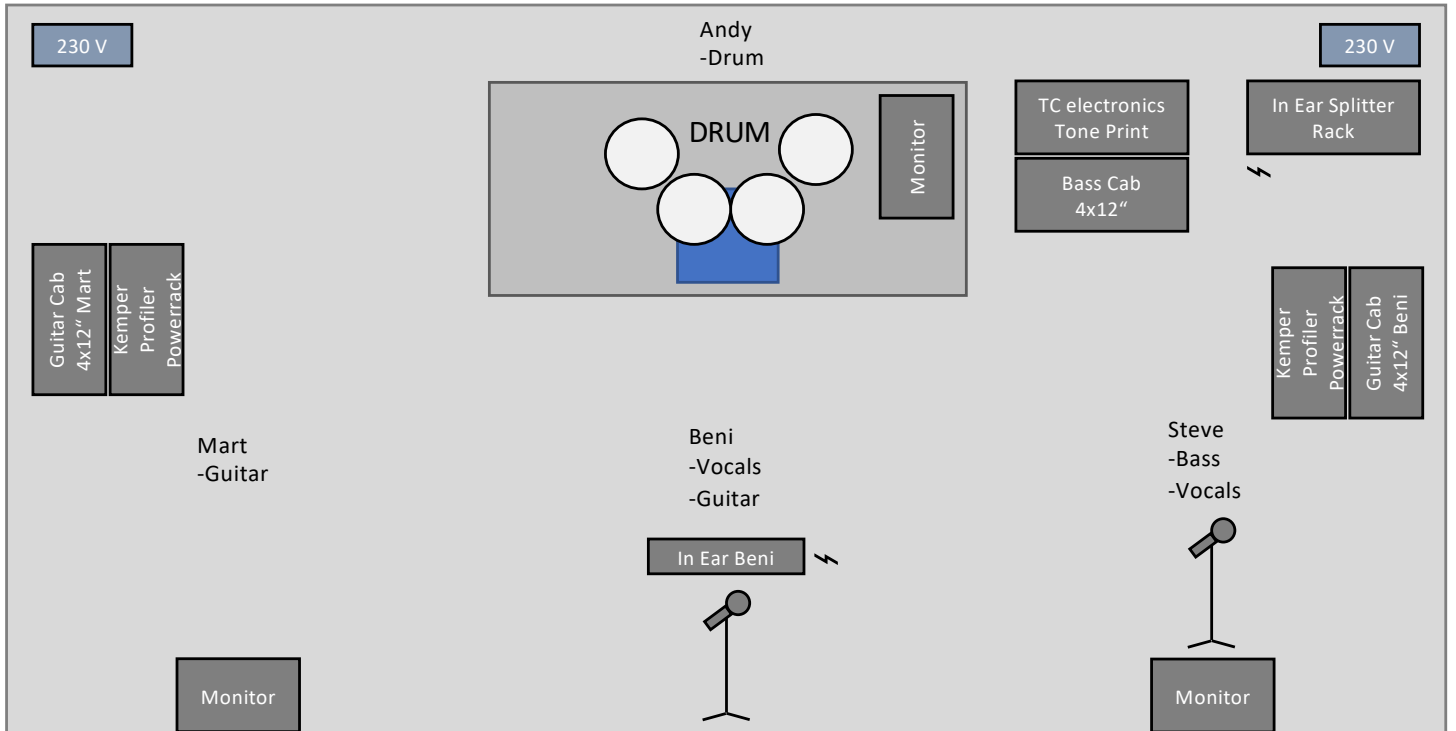 Andy
-Drum
230 V
230 V
DRUM
Monitor
TC electronics
Tone Print
In Ear Splitter
Rack
Bass Cab
4x12“
Guitar Cab
4x12“ Mart
Kemper
Profiler
Powerrack
Kemper
Profiler
Powerrack
Guitar Cab
4x12“ Beni
Mart
-Guitar
Beni
-Vocals
-Guitar
Steve
-Bass
-Vocals
In Ear Beni
Monitor
Monitor